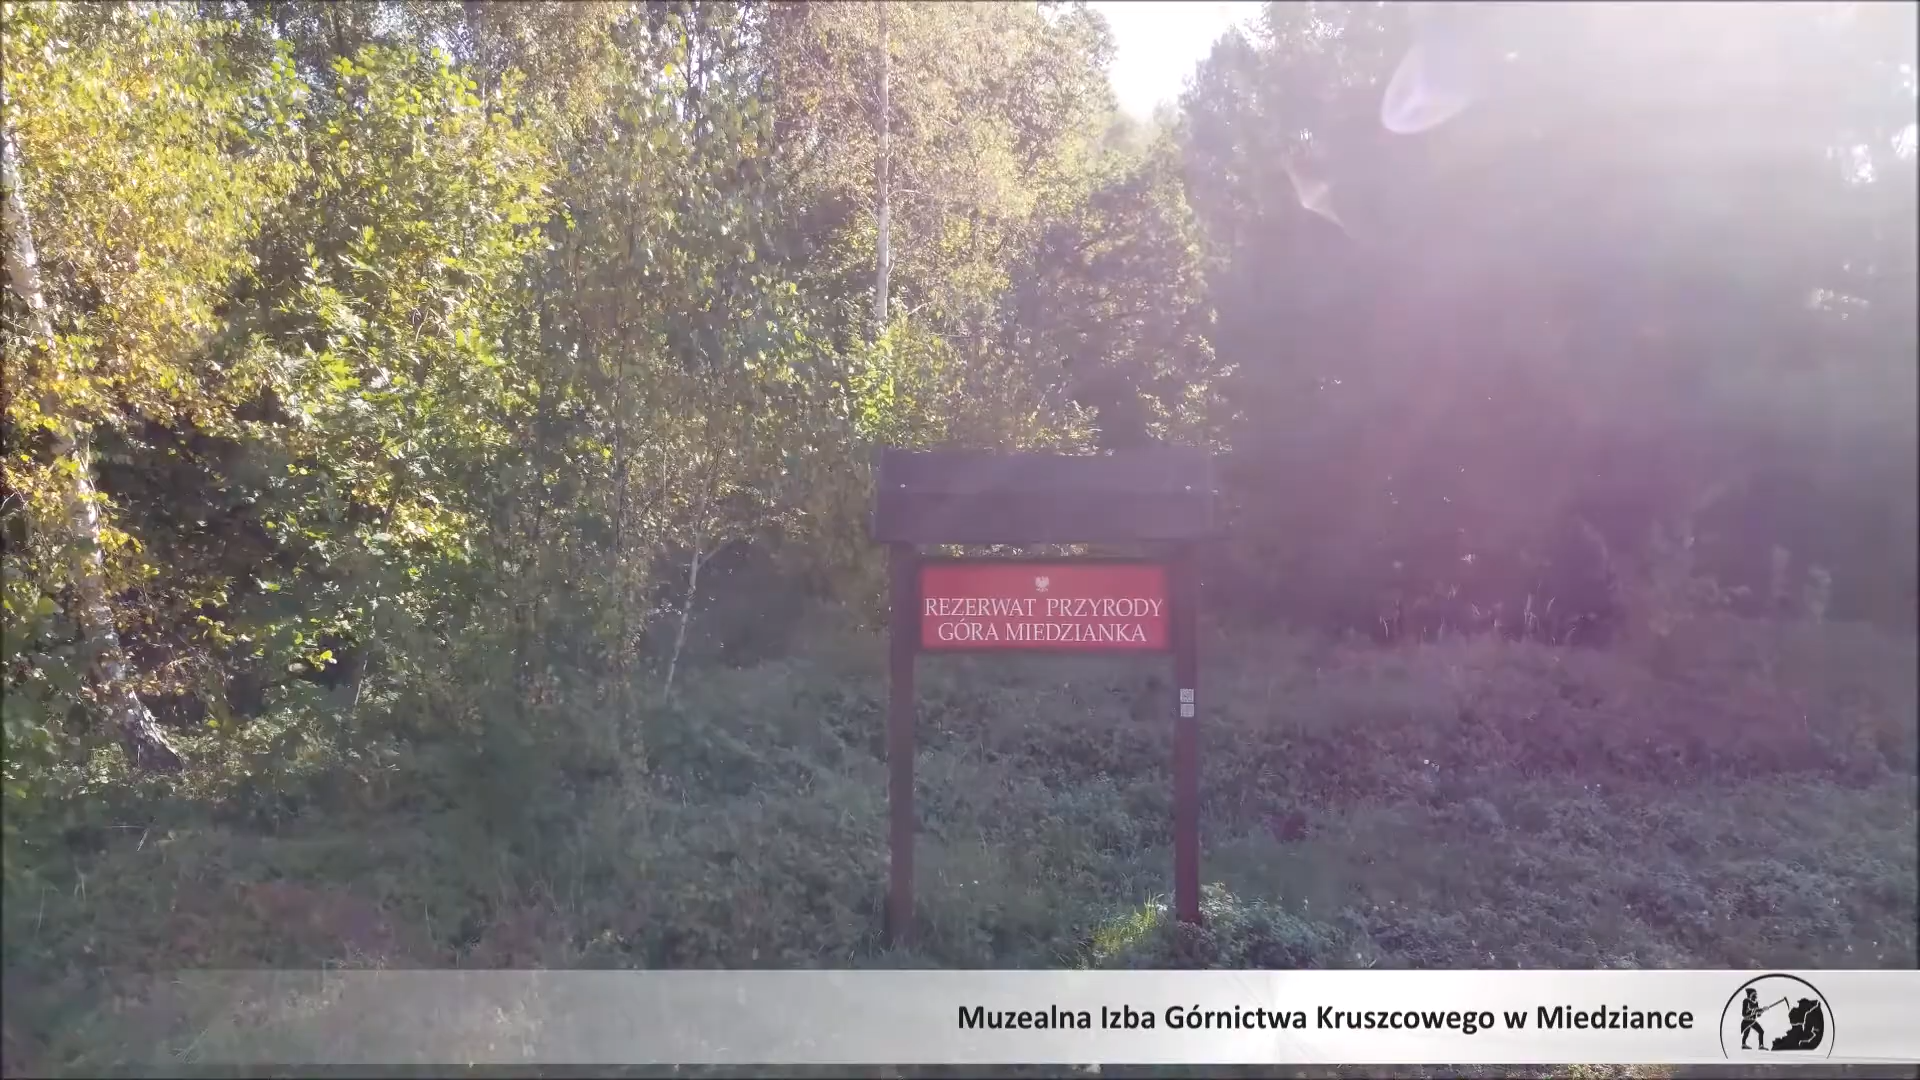 REZERWAT PRZYRODY
GÓRA MIEDZIANKA
Muzealna Izba Górnictwa Kruszcowego w Miedziance